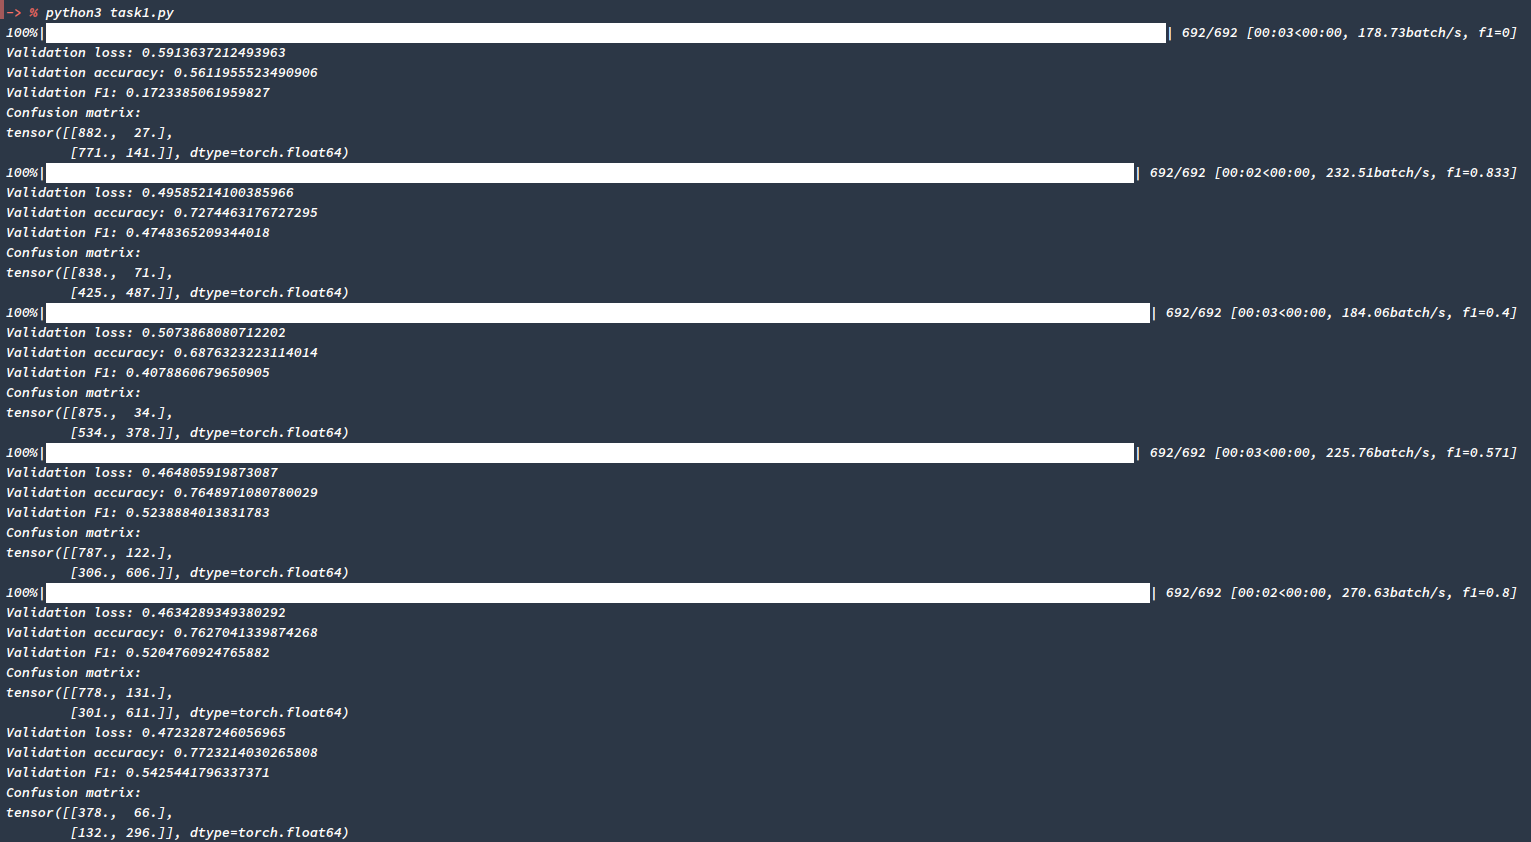 -> % python3 task1.py
100%| | 692/692 [00:03<00:00, 178.73batch/s, f1=0]
Validation loss: 0.5913637212493963
Validation accuracy: 0.5611955523490906
Validation F1: 0.1723385061959827
Confusion matrix:
tensor([[882., 27.],
[771., 141.]], dtype=torch.float64)
100%| | 692/692 [00:02<00:00, 232.51batch/s, f1=0.833]
Validation loss: 0.49585214100385966
Validation accuracy: 0.7274463176727295
Validation F1: 0.4748365209344018
Confusion matrix:
tensor([[838., 71.],
[425., 487.]], dtype=torch.float64)
100%| | 692/692 [00:03<00:00, 184.06batch/s, f1=0.4]
Validation loss: 0.5073868080712202
Validation accuracy: 0.6876323223114014
Validation F1: 0.4078860679650905
Confusion matrix:
tensor([[875., 34.],
[534., 378.]], dtype=torch.float64)
100%| | 692/692 [00:03<00:00, 225.76batch/s, f1=0.571]
Validation loss: 0.464805919873087
Validation accuracy: 0.7648971080780029
Validation F1: 0.5238884013831783
Confusion matrix:
tensor([[787., 122.],
[306., 606.]], dtype=torch.float64)
100%| | 692/692 [00:02<00:00, 270.63batch/s, f1=0.8]
Validation loss: 0.4634289349380292
Validation accuracy: 0.7627041339874268
Validation F1: 0.5204760924765882
Confusion matrix:
tensor([[778., 131.],
[301., 611.]], dtype=torch.float64)
Validation loss: 0.4723287246056965
Validation accuracy: 0.7723214030265808
Validation F1: 0.5425441796337371
Confusion matrix:
tensor([[378., 66.],
[132., 296.]], dtype=torch.float64)